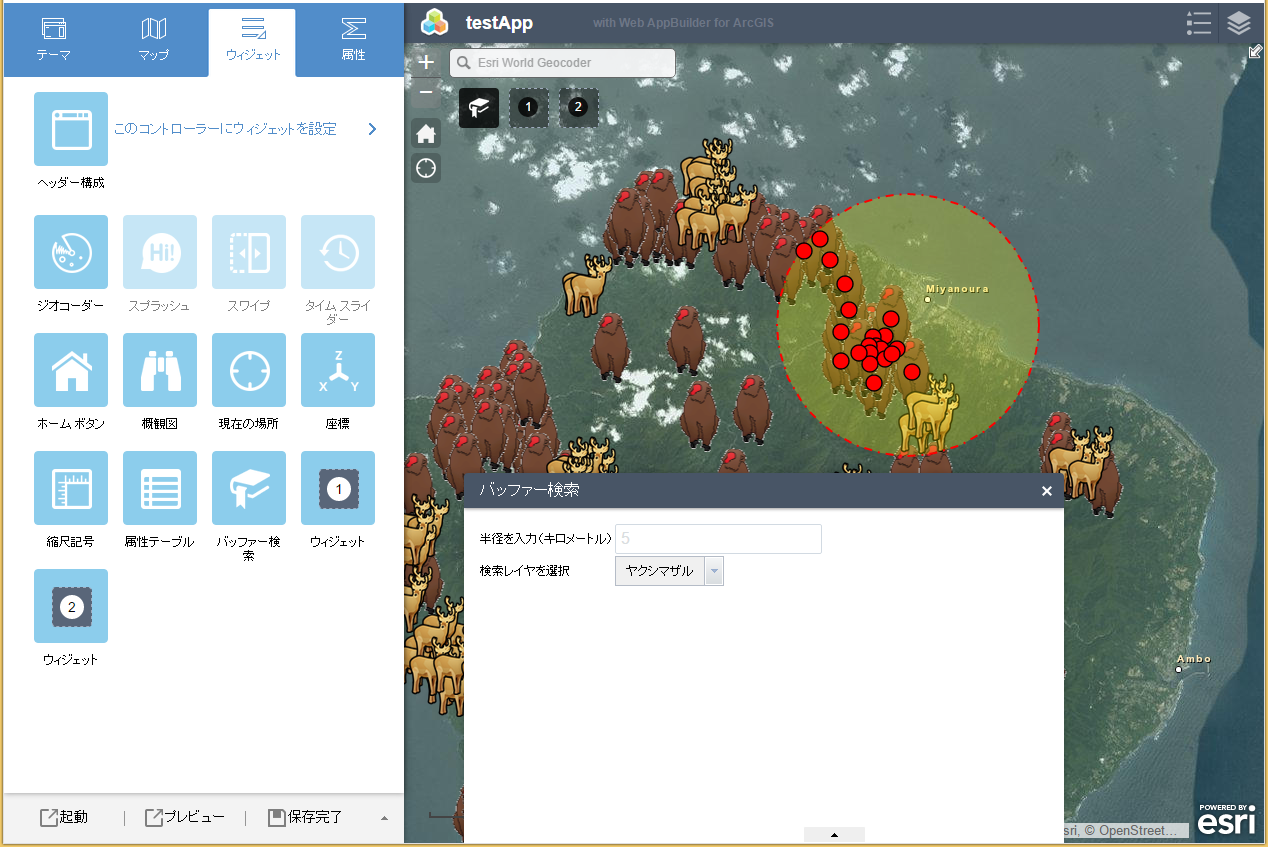 テーマ
マップ
ウィジェット
属性
このコントローラーにウィジェットを設定
ヘッダー構成
Hi!
ジオコーダー
スプラッシュ
スワイプ
タイム スライ
ダー
Z
X Y
ホーム ボタン
概観図
現在の場所
座標
1
縮尺記号
属性テーブル
バッファー検
索
ウィジェット
2
ウィジェット
起動
プレビュー
保存完了
testApp
with Web AppBuilder for ArcGIS
Esri World Geocoder
1
2
Miyanoura
バッファー検索
半径を入力(キロメートル)
5
検索レイヤを選択
ヤクシマザル
Ambo
POWERED BY
esri
sri, © OpenStreet...